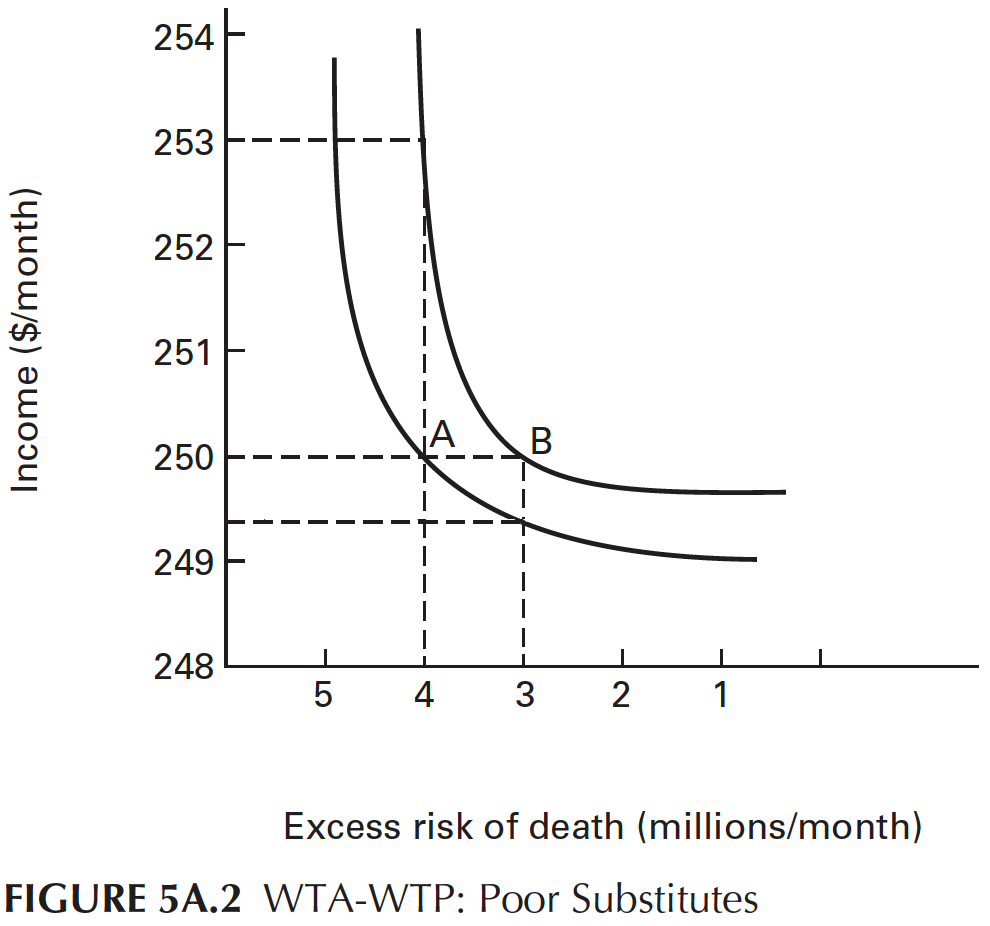 Income ($/month)
254
253
252
251
250
249
248
A
B
5 4 3 2 1
Excess risk of death (millions/month)
FIGURE 5A.2 WTA-WTP: Poor Substitutes